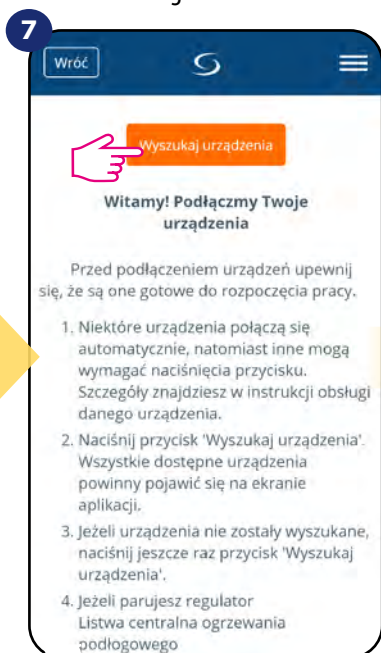 7
Wróć
Wyszukaj urządzenia
Witamy! Podłączmy Twoje
urządzenia
Przed podłączeniem urządzeń upewnij
się, że są one gotowe do rozpoczęcia pracy.
1. Niektóre urządzenia połączą się
automatycznie, natomiast inne mogą
wymagać naciśnięcia przycisku.
Szczegóły znajdziesz w instrukcji obsługi
danego urządzenia.
2. Naciśnij przycisk 'Wyszukaj urządzenia'.
Wszystkie dostępne urządzenia
powinny pojawić się na ekranie
aplikacji.
3. Jeżeli urządzenia nie zostały wyszukane,
naciśnij jeszcze raz przycisk 'Wyszukaj
urządzenia'.
4. Jeżeli parujesz regulator
Listwa centralna ogrzewania
podłogowego